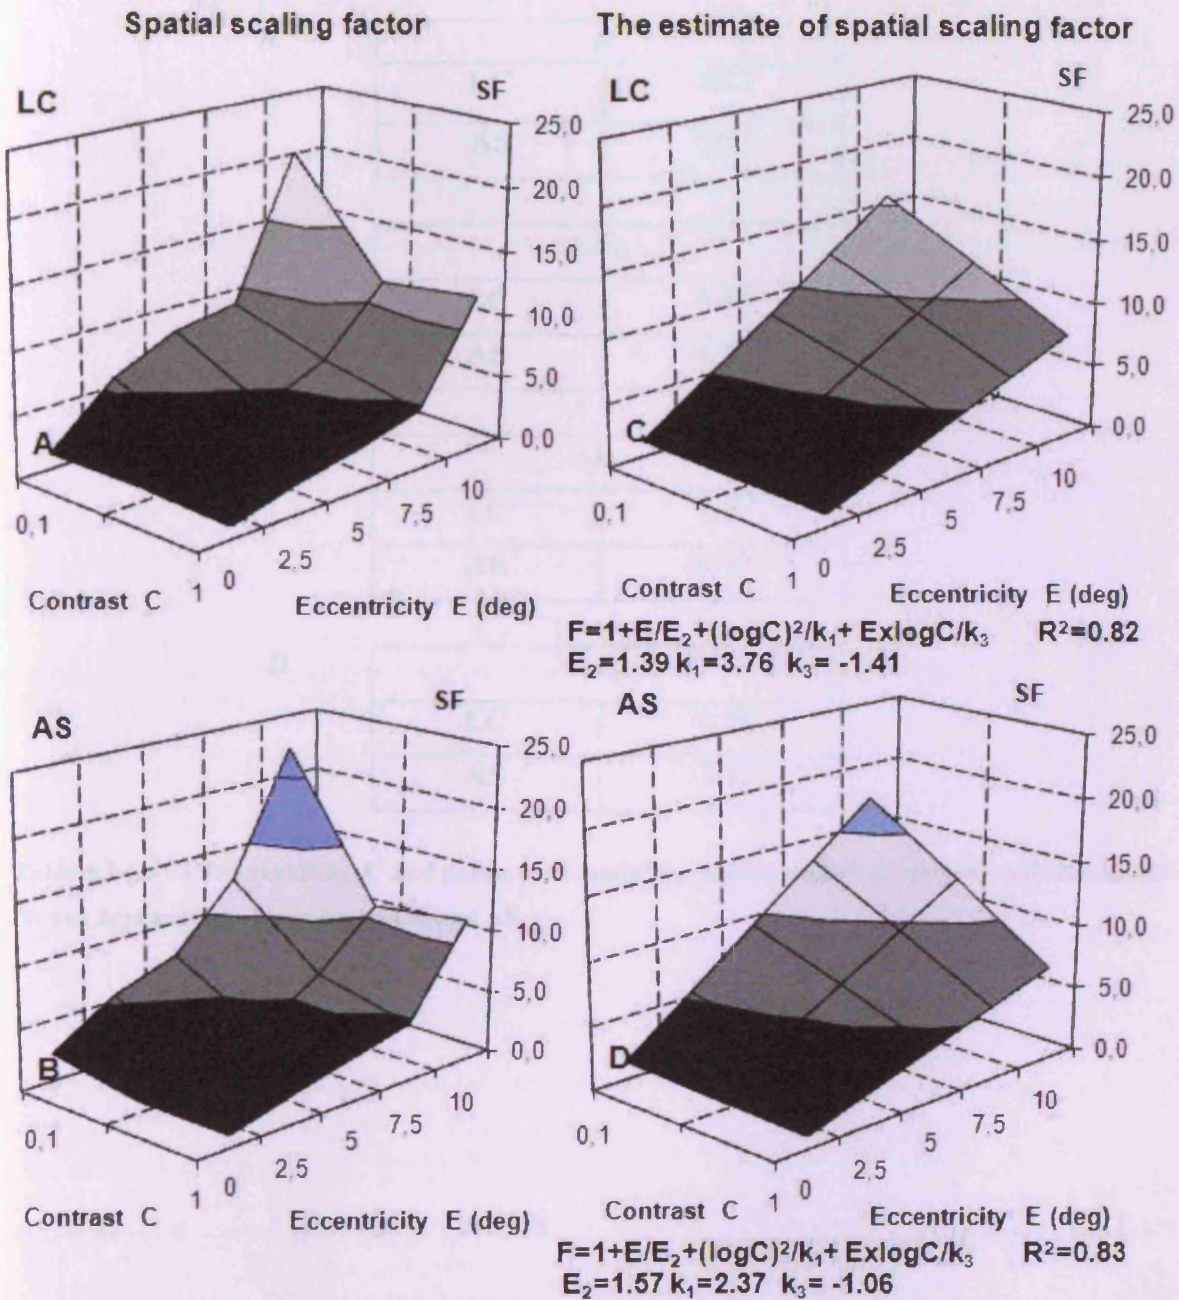 Spatial scaling factor
The estimate of spatial scaling factor
LC
SF
25,0
20,0
15,0
10,0
5,0
0,0
A
0,1
1
0
2,5
5
7,5
10
Contrast C
Eccentricity E (deg)
LC
SF
25,0
20,0
15,0
10,0
5,0
0,0
C
0,1
1
0
2,5
5
7,5
10
Contrast C
Eccentricity E (deg)
F=1+E/E₂+(logC)²/k₁+ ExlogC/k₃ R²=0.82
E₂=1.39 k₁=3.76 k₃= -1.41
AS
SF
25,0
20,0
15,0
10,0
5,0
0,0
B
0,1
1
0
2,5
5
7,5
10
Contrast C
Eccentricity E (deg)
AS
SF
25,0
20,0
15,0
10,0
5,0
0,0
D
0,1
1
0
2,5
5
7,5
10
Contrast C
Eccentricity E (deg)
F=1+E/E₂+(logC)²/k₁+ ExlogC/k₃ R²=0.83
E₂=1.57 k₁=2.37 k₃= -1.06